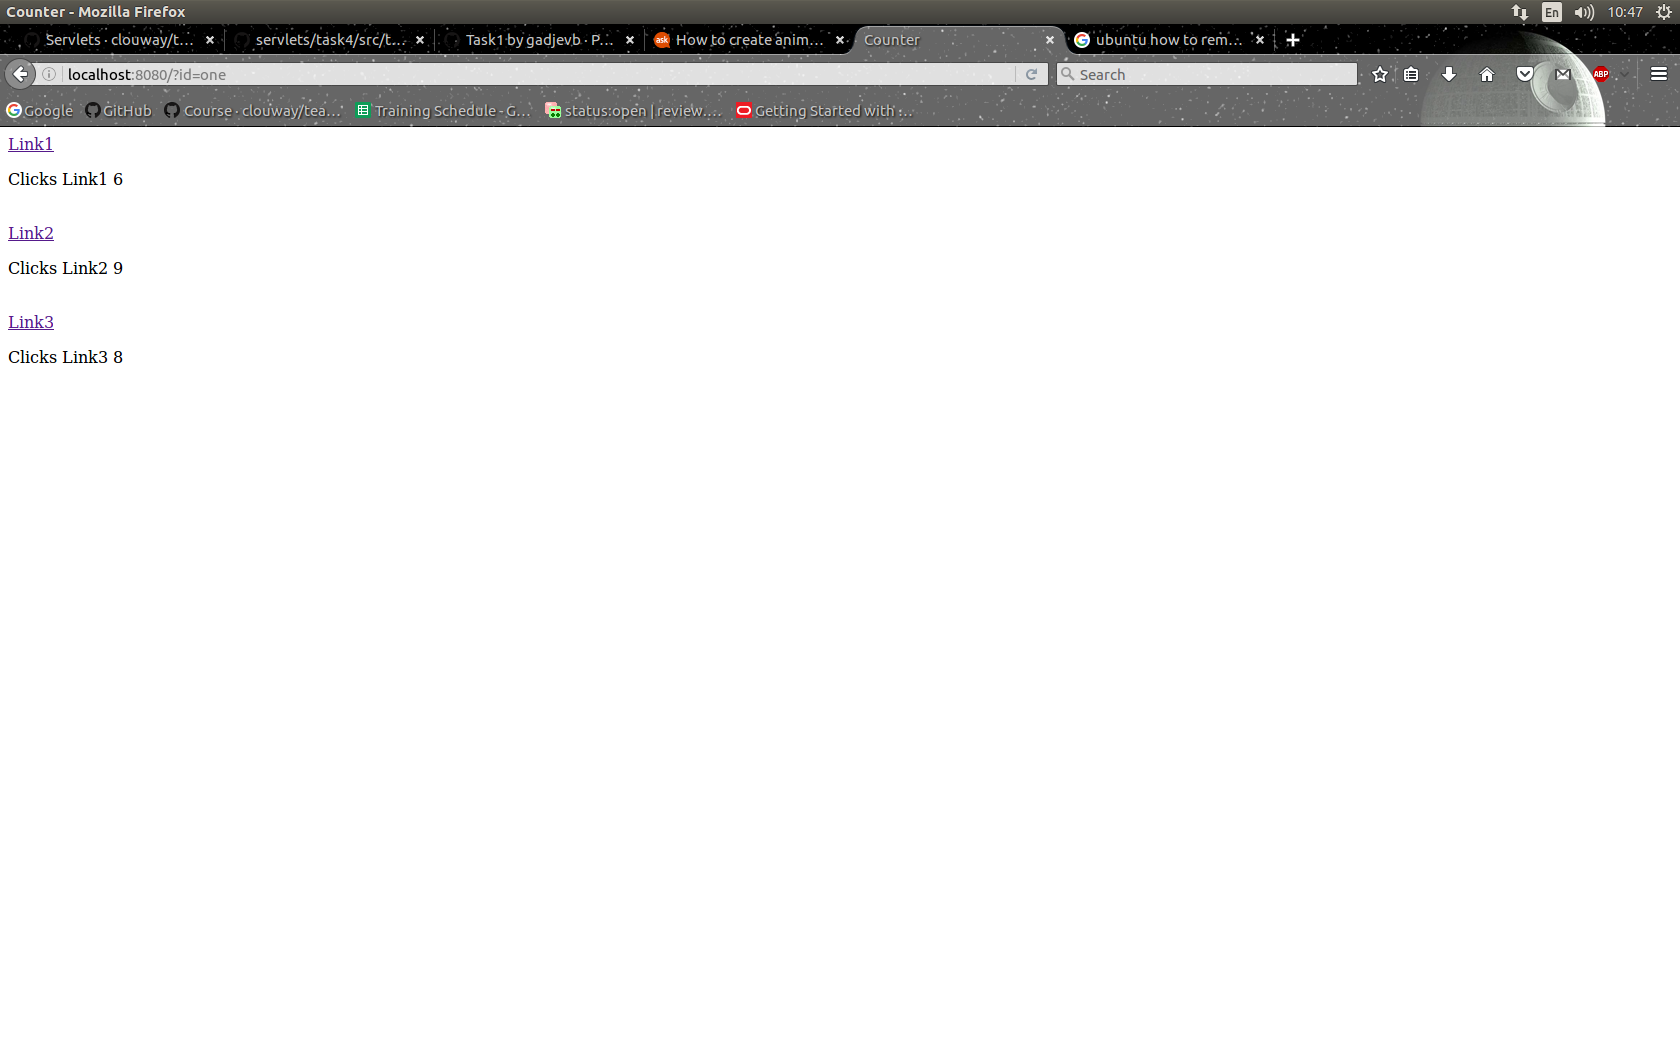 Counter - Mozilla Firefox
En
10:47
Servlets · clouway/t...
servlets/task4/src/t...
Task1 by gadjevb · P...
ask
How to create anim...
Counter
ubuntu how to rem...
localhost:8080/?id=one
Search
ABP
Google
GitHub
Course · clouway/tea...
Training Schedule - G...
status:open | review....
Getting Started with ...
Link1
Clicks Link1 6
Link2
Clicks Link2 9
Link3
Clicks Link3 8